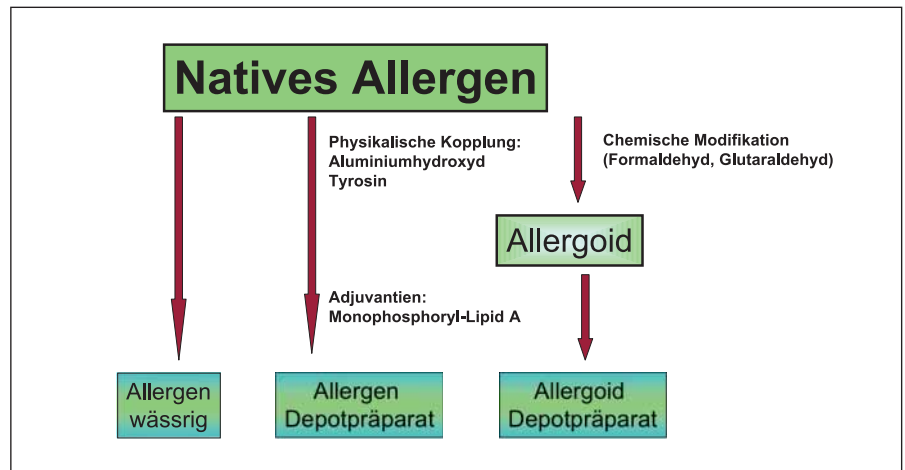 Natives Allergen
Physikalische Kopplung:
Aluminiumhydroxyd
Tyrosin
Chemische Modifikation
(Formaldehyd, Glutaraldehyd)
Allergoid
Adjuvantien:
Monophosphoryl-Lipid A
Allergen
wässrig
Allergen
Depotpräparat
Allergoid
Depotpräparat